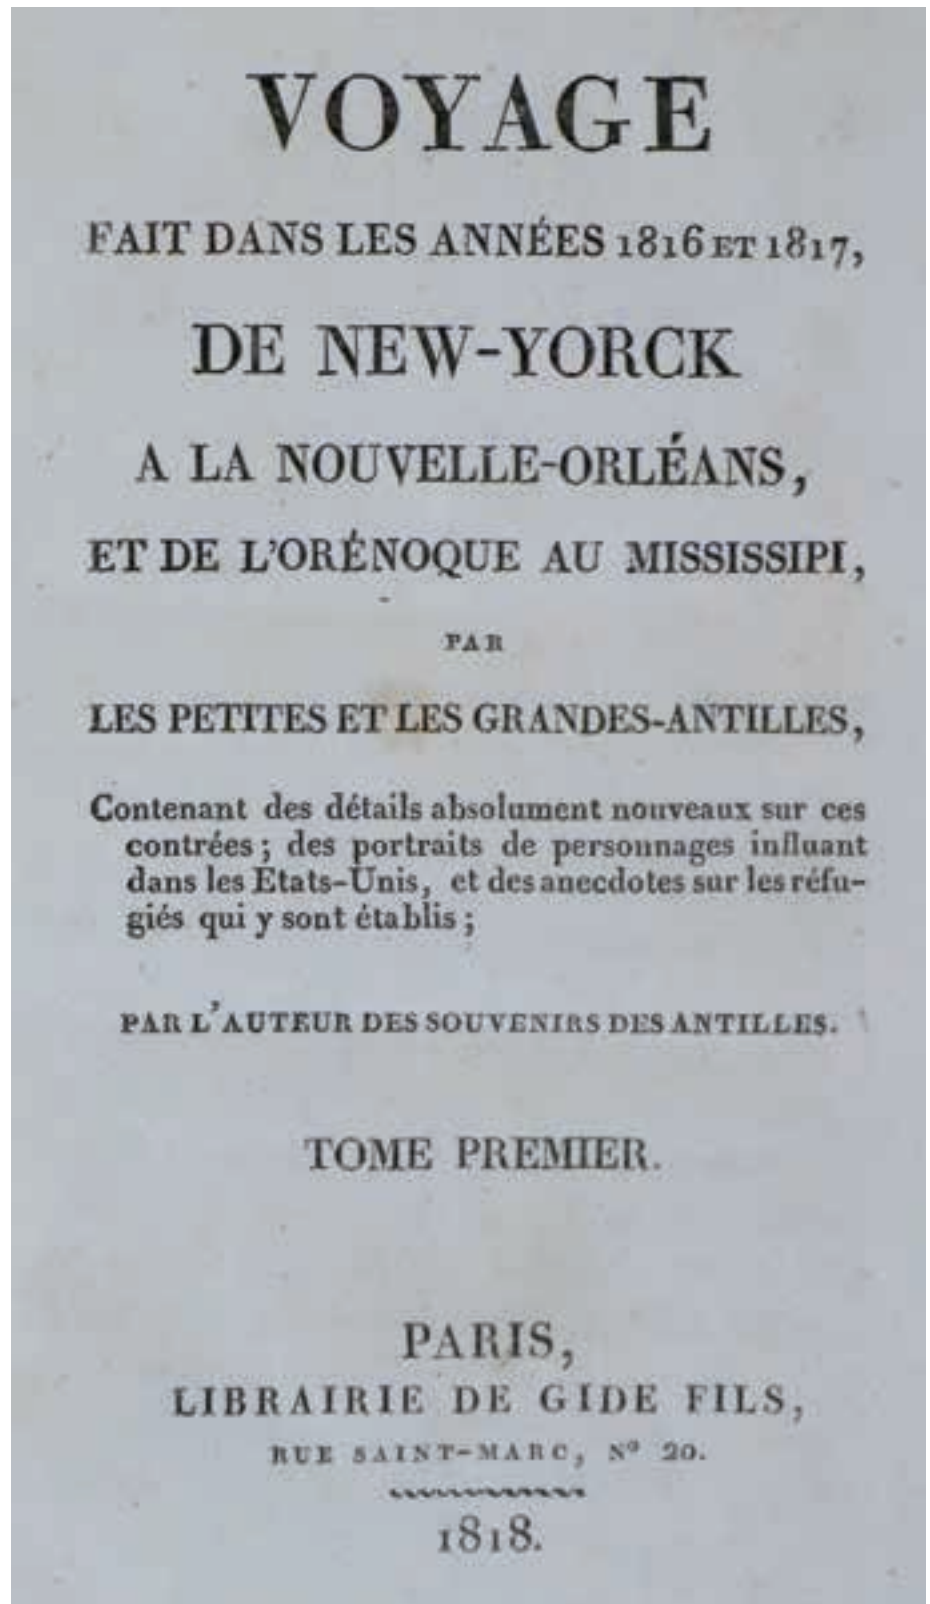 VOYAGE
FAIT DANS LES ANNÉES 1816 ET 1817,
DE NEW-YORCK
A LA NOUVELLE-ORLÉANS,
ET DE L'ORÉNOQUE AU MISSISSIPI,
PAR
LES PETITES ET LES GRANDES-ANTILLES,
Contenant des détails absolument nouveaux sur ces
contrées ; des portraits de personnages influant
dans les Etats-Unis, et des anecdotes sur les réfu-
giés qui y sont établis ;
PAR L'AUTEUR DES SOUVENIRS DES ANTILLES.
TOME PREMIER.
PARIS,
LIBRAIRIE DE GIDE FILS,
RUE SAINT-MARC, Nº 20.
1818.